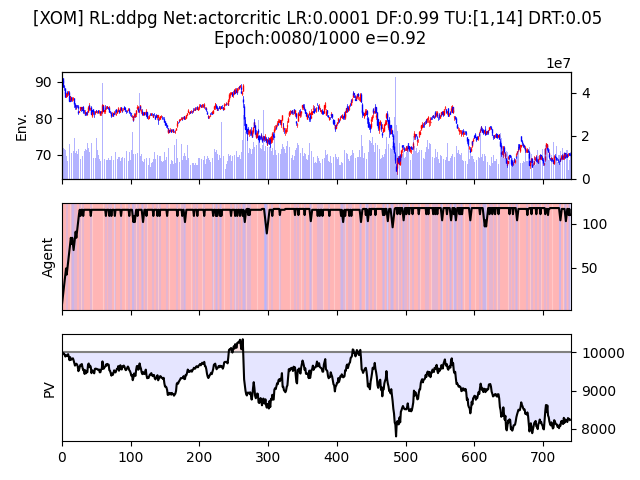 [XOM] RL:ddpg Net:actorcritic LR:0.0001 DF:0.99 TU:[1,14] DRT:0.05
Epoch:0080/1000 e=0.92
1e7
90
80
70
Env.
4
2
0
Agent
100
50
PV
10000
9000
8000
0 100 200 300 400 500 600 700